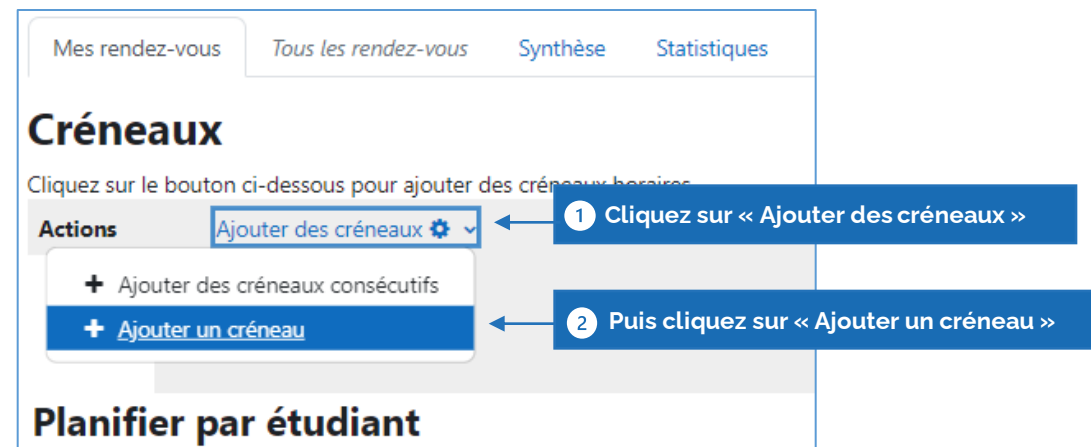 Mes rendez-vous Tous les rendez-vous Synthèse Statistiques
Créneaux
Cliquez sur le bouton ci-dessous pour ajouter des créneaux horaires
Actions Ajouter des créneaux
1 Cliquez sur « Ajouter des créneaux »
+ Ajouter des créneaux consécutifs
+ Ajouter un créneau
2 Puis cliquez sur « Ajouter un créneau »
Planifier par étudiant